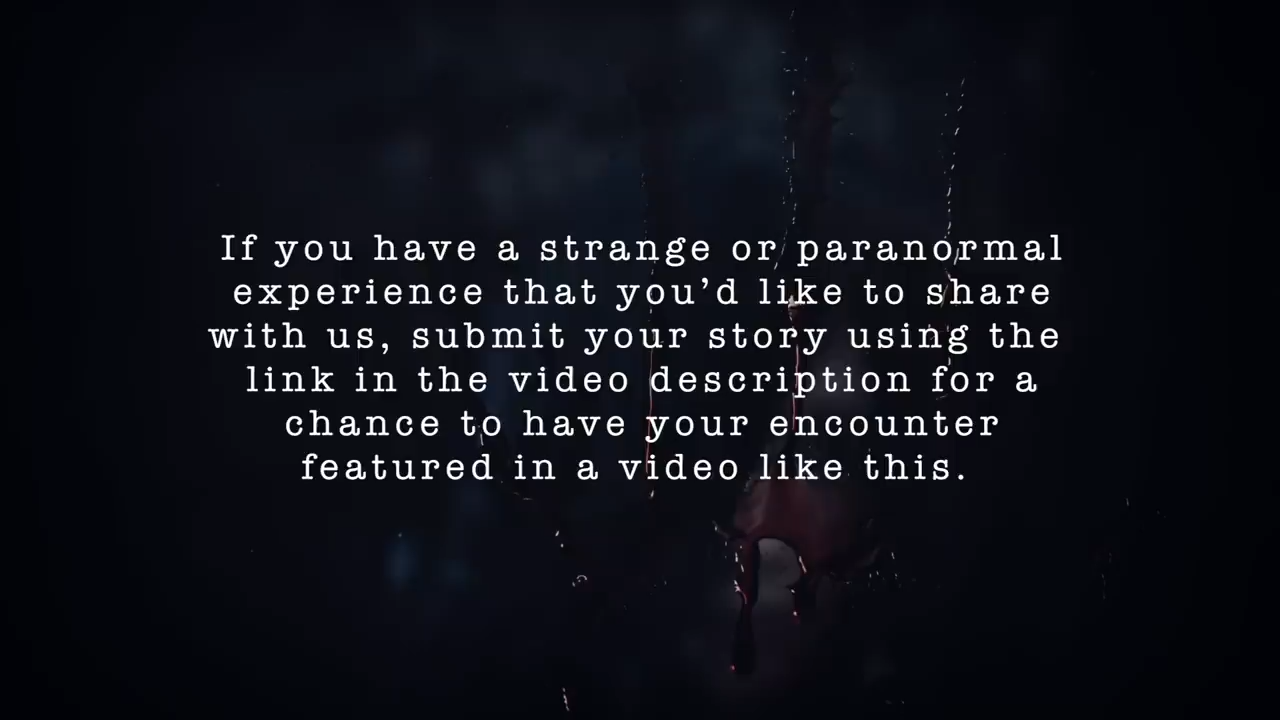 If you have a strange or paranormal
experience that you’d like to share
with us, submit your story using the
link in the video description for a
chance to have your encounter
featured in a video like this.